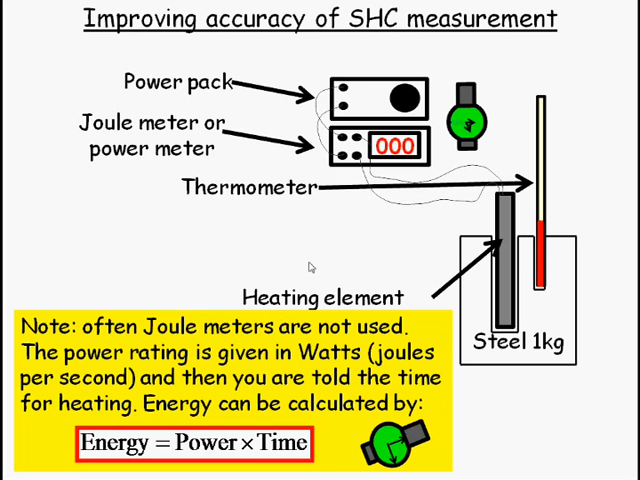 Improving accuracy of SHC measurement
Power pack
Joule meter or
power meter
000
Thermometer
Heating element
Steel 1kg
Note: often Joule meters are not used.
The power rating is given in Watts (joules
per second) and then you are told the time
for heating. Energy can be calculated by:
Energy = Power × Time